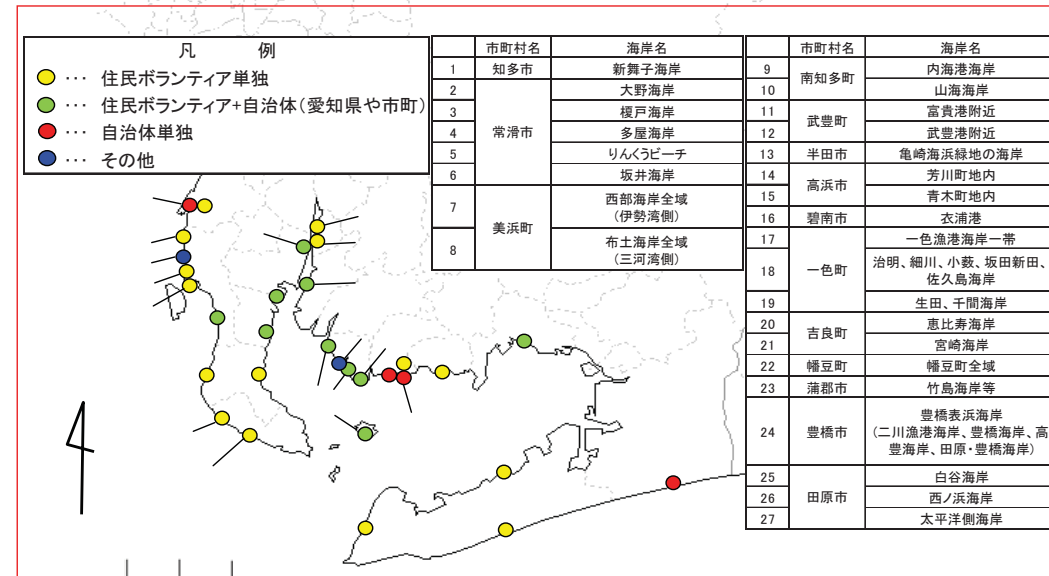 凡 例
… 住民ボランティア単独
… 住民ボランティア+自治体(愛知県や市町)
… 自治体単独
… その他
市町村名 海岸名
1 知多市 新舞子海岸
2 常滑市 大野海岸
3 榎戸海岸
4 多屋海岸
5 りんくうビーチ
6 坂井海岸
7 美浜町 西部海岸全域
(伊勢湾側)
8 布土海岸全域
(三河湾側)
市町村名 海岸名
9 南知多町 内海港海岸
10 山海海岸
11 武豊町 富貴港附近
12 武豊港附近
13 半田市 亀崎海浜緑地の海岸
14 高浜市 芳川町地内
15 青木町地内
16 碧南市 衣浦港
17 一色町 一色漁港海岸一帯
18 治明、細川、小薮、坂田新田、
佐久島海岸
19 生田、千間海岸
20 吉良町 恵比寿海岸
21 宮崎海岸
22 幡豆町 幡豆町全域
23 蒲郡市 竹島海岸等
24 豊橋市 豊橋表浜海岸
(二川漁港海岸、豊橋海岸、高
豊海岸、田原・豊橋海岸)
25 田原市 白谷海岸
26 西ノ浜海岸
27 太平洋側海岸